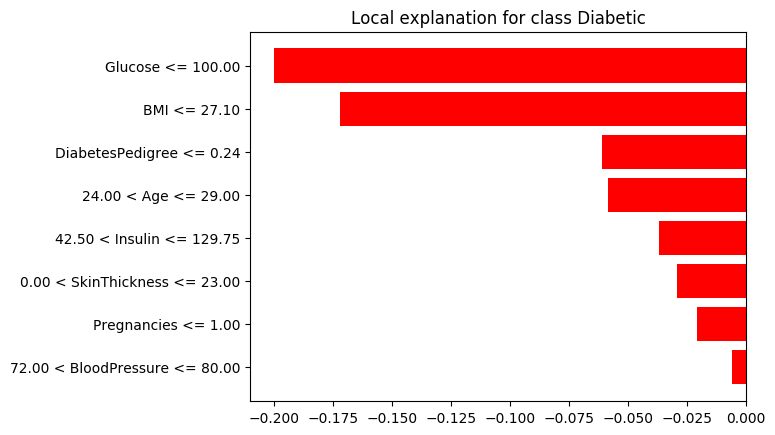 Local explanation for class Diabetic
Glucose <= 100.00
BMI <= 27.10
DiabetesPedigree <= 0.24
24.00 < Age <= 29.00
42.50 < Insulin <= 129.75
0.00 < SkinThickness <= 23.00
Pregnancies <= 1.00
72.00 < BloodPressure <= 80.00
−0.200 −0.175 −0.150 −0.125 −0.100 −0.075 −0.050 −0.025 0.000